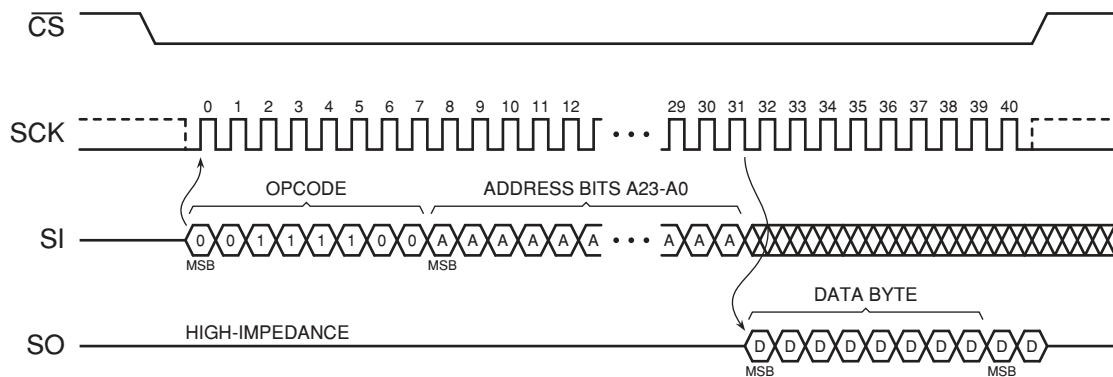 CS
0 1 2 3 4 5 6 7 8 9 10 11 12 29 30 31 32 33 34 35 36 37 38 39 40
SCK
OPCODE ADDRESS BITS A23-A0
SI 0 0 1 1 1 1 0 0 A A A A A A A A A
MSB MSB
DATA BYTE
HIGH-IMPEDANCE
SO D D D D D D D D D D
MSB MSB